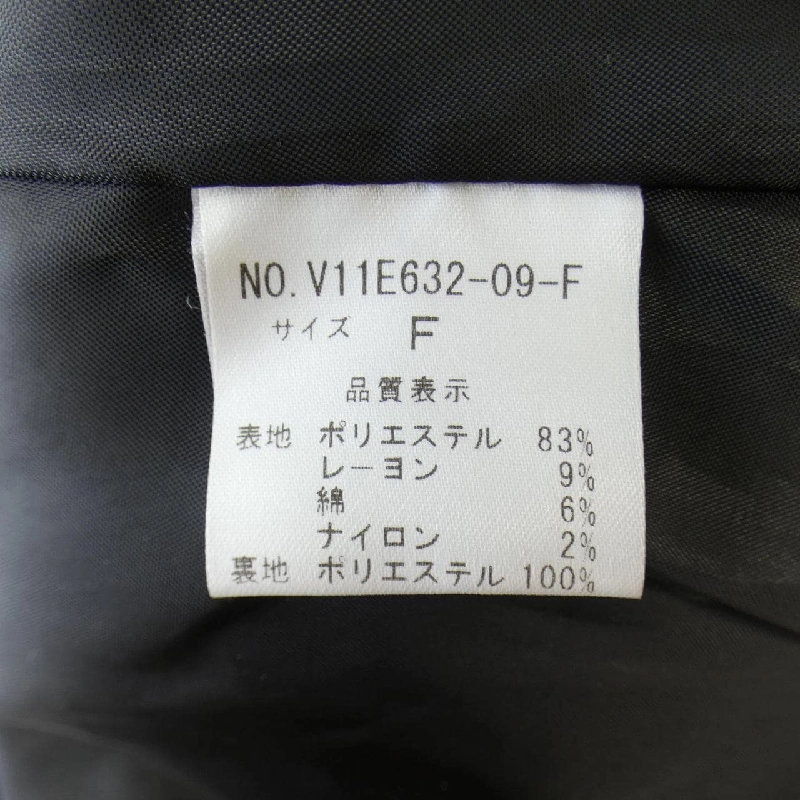 NO.V11E632-09-F
サイズ F
品質表示
表地 ポリエステル 83%
レーヨン 9%
綿 6%
ナイロン 2%
裏地 ポリエステル 100%